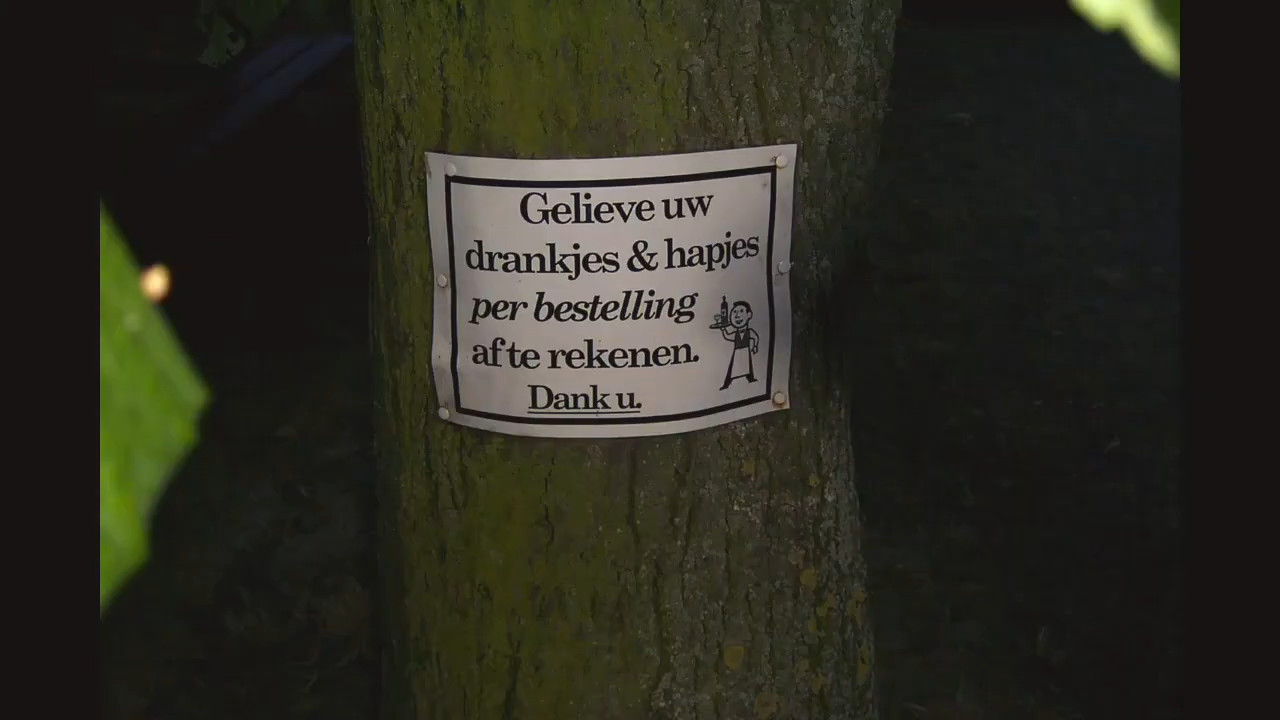 Gelieve uw
drankjes & hapjes
per bestelling
af te rekenen.
Dank u.